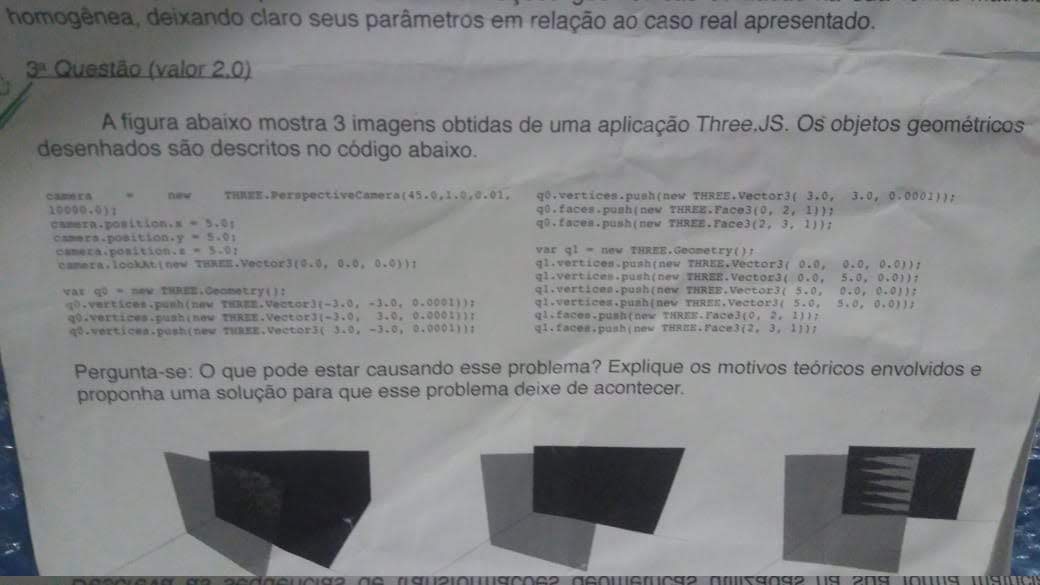 homogênea, deixando claro seus parâmetros em relação ao caso real apresentado.
3ª Questão (valor 2.0)
A figura abaixo mostra 3 imagens obtidas de uma aplicação Three.JS. Os objetos geométricos
desenhados são descritos no código abaixo.
camera = new THREE.PerspectiveCamera(45.0,1.0,0.01,
10000.0);
camera.position.x = 5.0;
camera.position.y = 5.0;
camera.position.z = 5.0;
camera.lookAt(new THREE.Vector3(0.0, 0.0, 0.0));
var q0 = new THREE.Geometry();
q0.vertices.push(new THREE.Vector3(-3.0, -3.0, 0.0001));
q0.vertices.push(new THREE.Vector3(-3.0, 3.0, 0.0001));
q0.vertices.push(new THREE.Vector3( 3.0, -3.0, 0.0001));
q0.vertices.push(new THREE.Vector3( 3.0, 3.0, 0.0001));
q0.faces.push(new THREE.Face3(0, 2, 1));
q0.faces.push(new THREE.Face3(2, 3, 1));
var q1 = new THREE.Geometry();
q1.vertices.push(new THREE.Vector3( 0.0, 0.0, 0.0));
q1.vertices.push(new THREE.Vector3( 0.0, 5.0, 0.0));
q1.vertices.push(new THREE.Vector3( 5.0, 0.0, 0.0));
q1.vertices.push(new THREE.Vector3( 5.0, 5.0, 0.0));
q1.faces.push(new THREE.Face3(0, 2, 1));
q1.faces.push(new THREE.Face3(2, 3, 1));
Pergunta-se: O que pode estar causando esse problema? Explique os motivos teóricos envolvidos e
proponha uma solução para que esse problema deixe de acontecer.